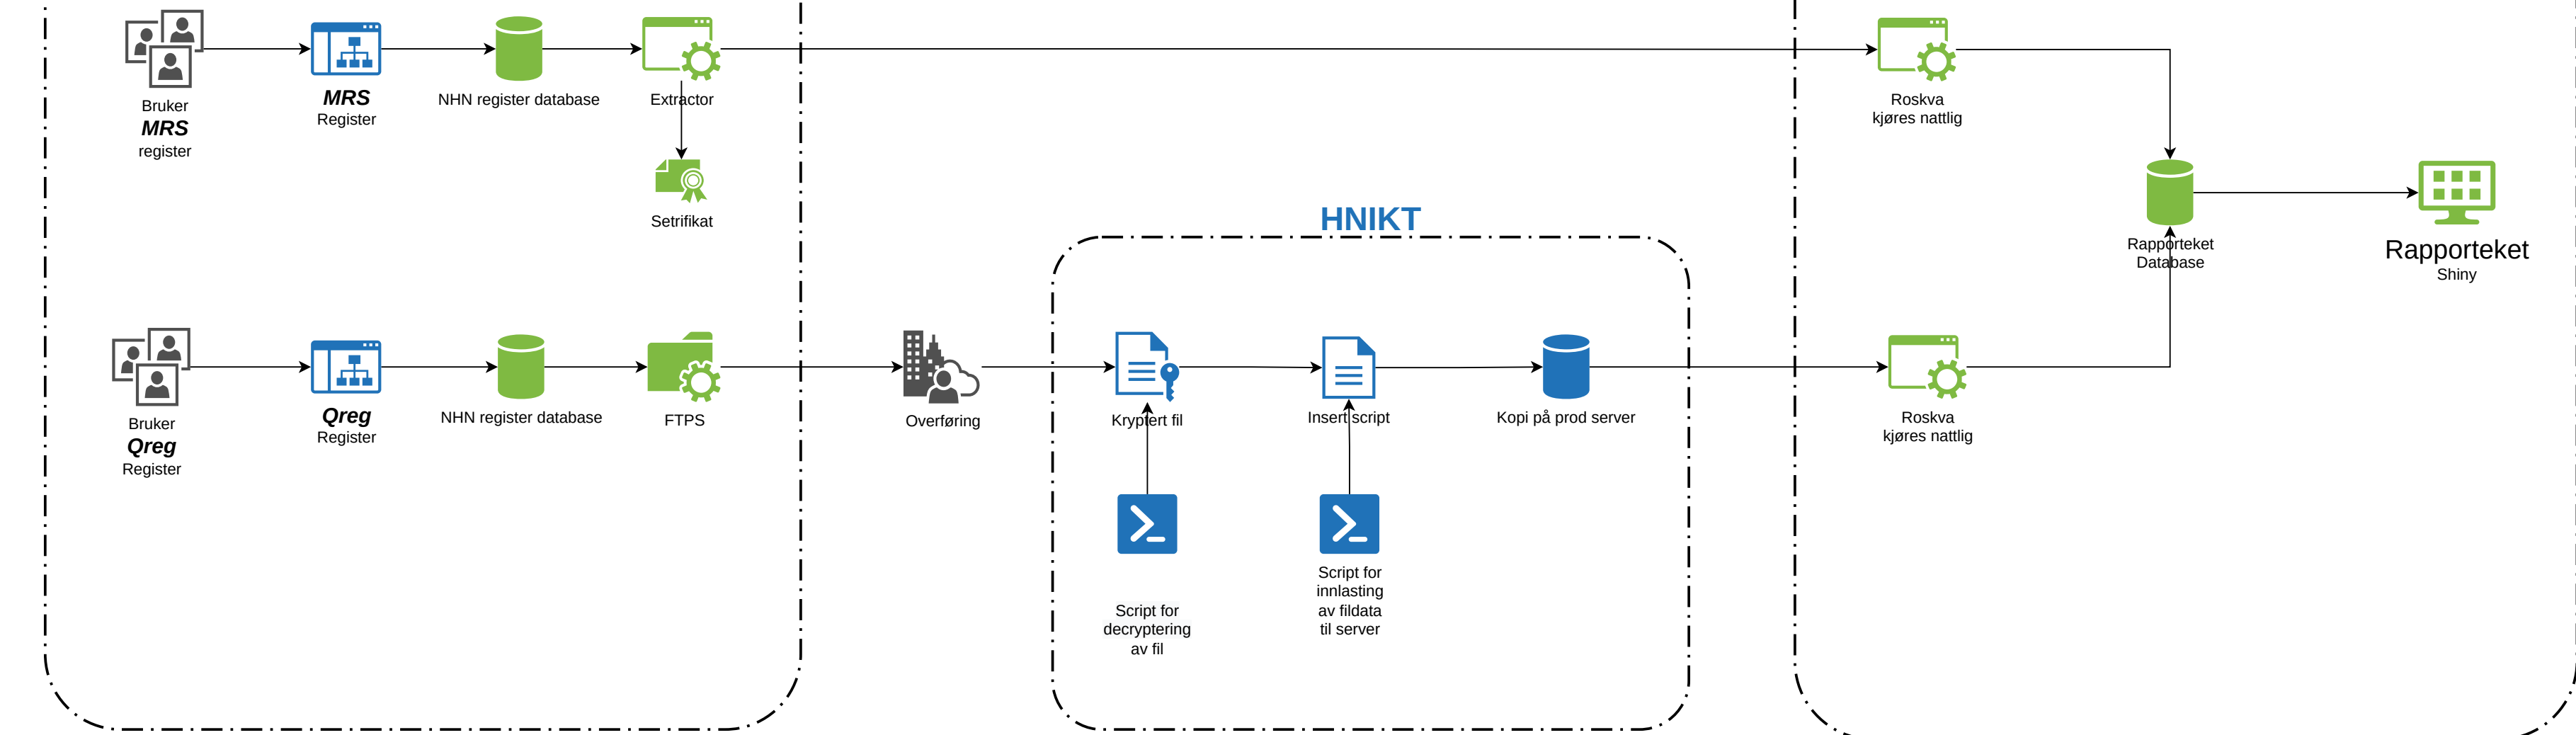 Bruker
MRS
register
MRS
Register
NHN register database
Extractor
Setrifikat
Roskva
kjøres nattlig
Rapporteket
Database
Rapporteket
Shiny
HNIKT
Bruker
Qreg
Register
Qreg
Register
NHN register database
FTPS
Overføring
Kryptert fil
Insert script
Kopi på prod server
Roskva
kjøres nattlig
Script for
decryptering
av fil
Script for
innlasting
av fildata
til server